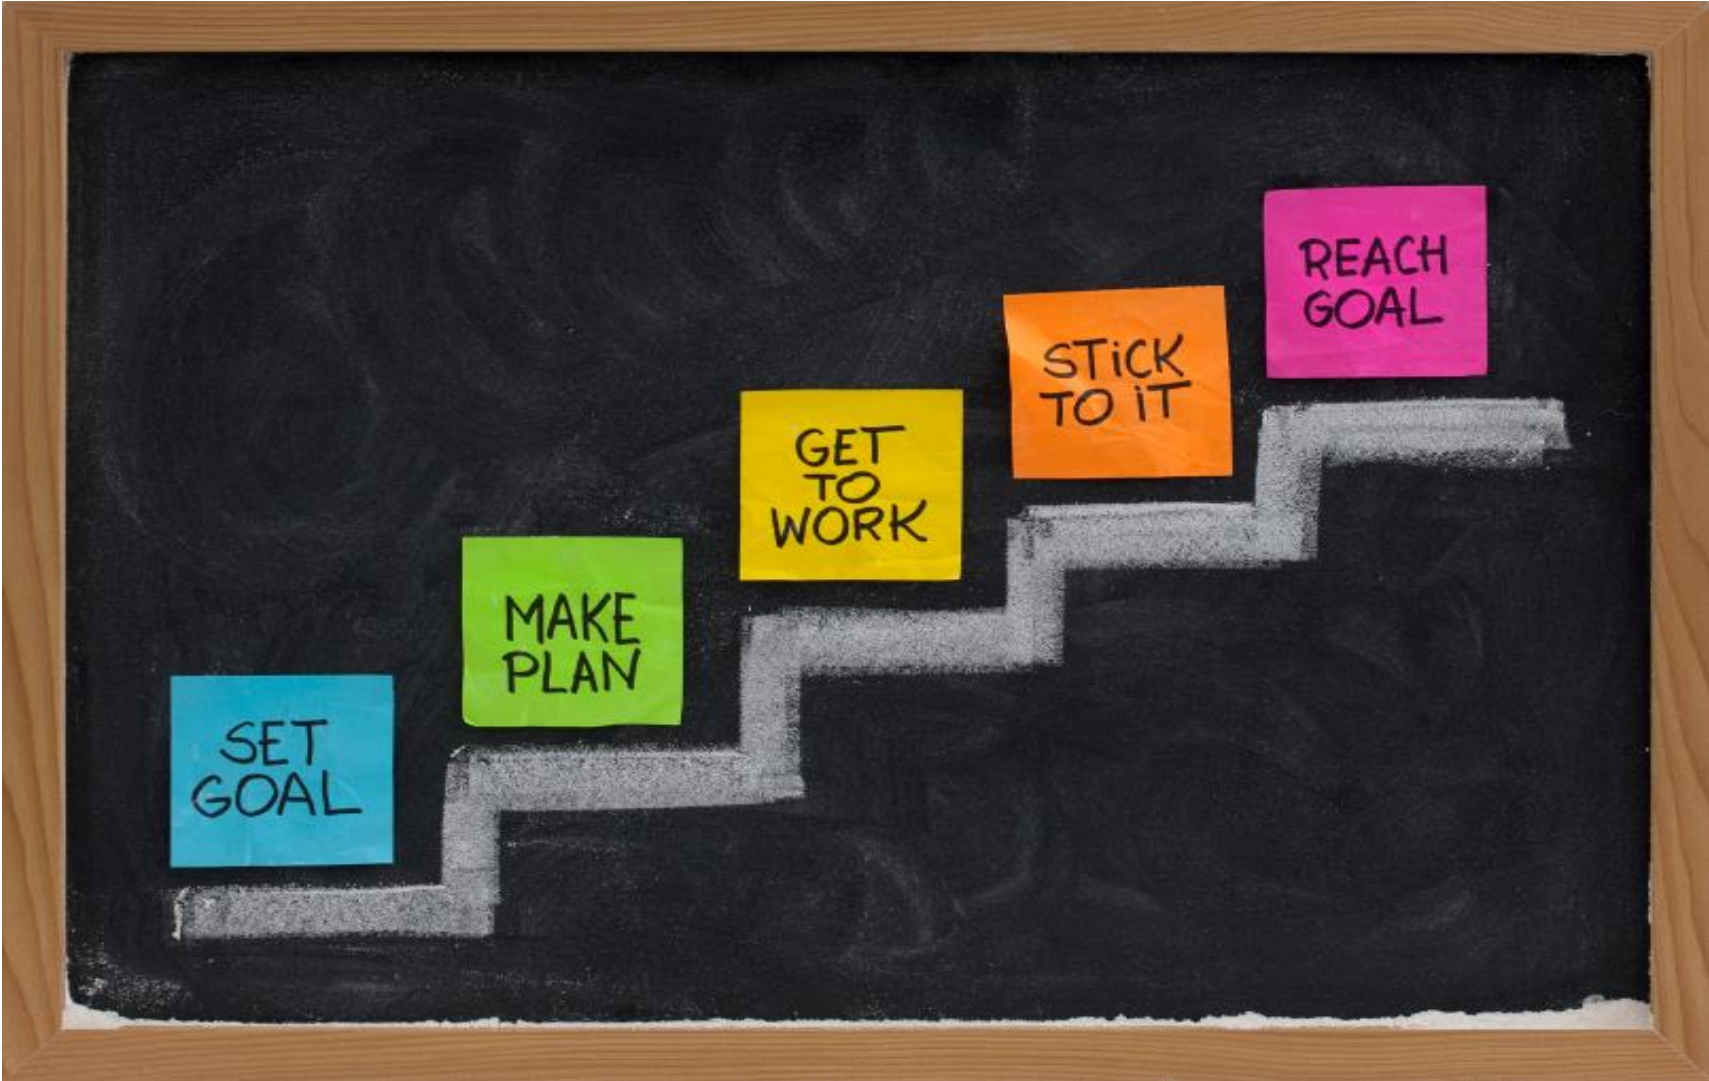 SET
GOAL
MAKE
PLAN
GET
TO
WORK
STiCK
TO iT
REACH
GOAL